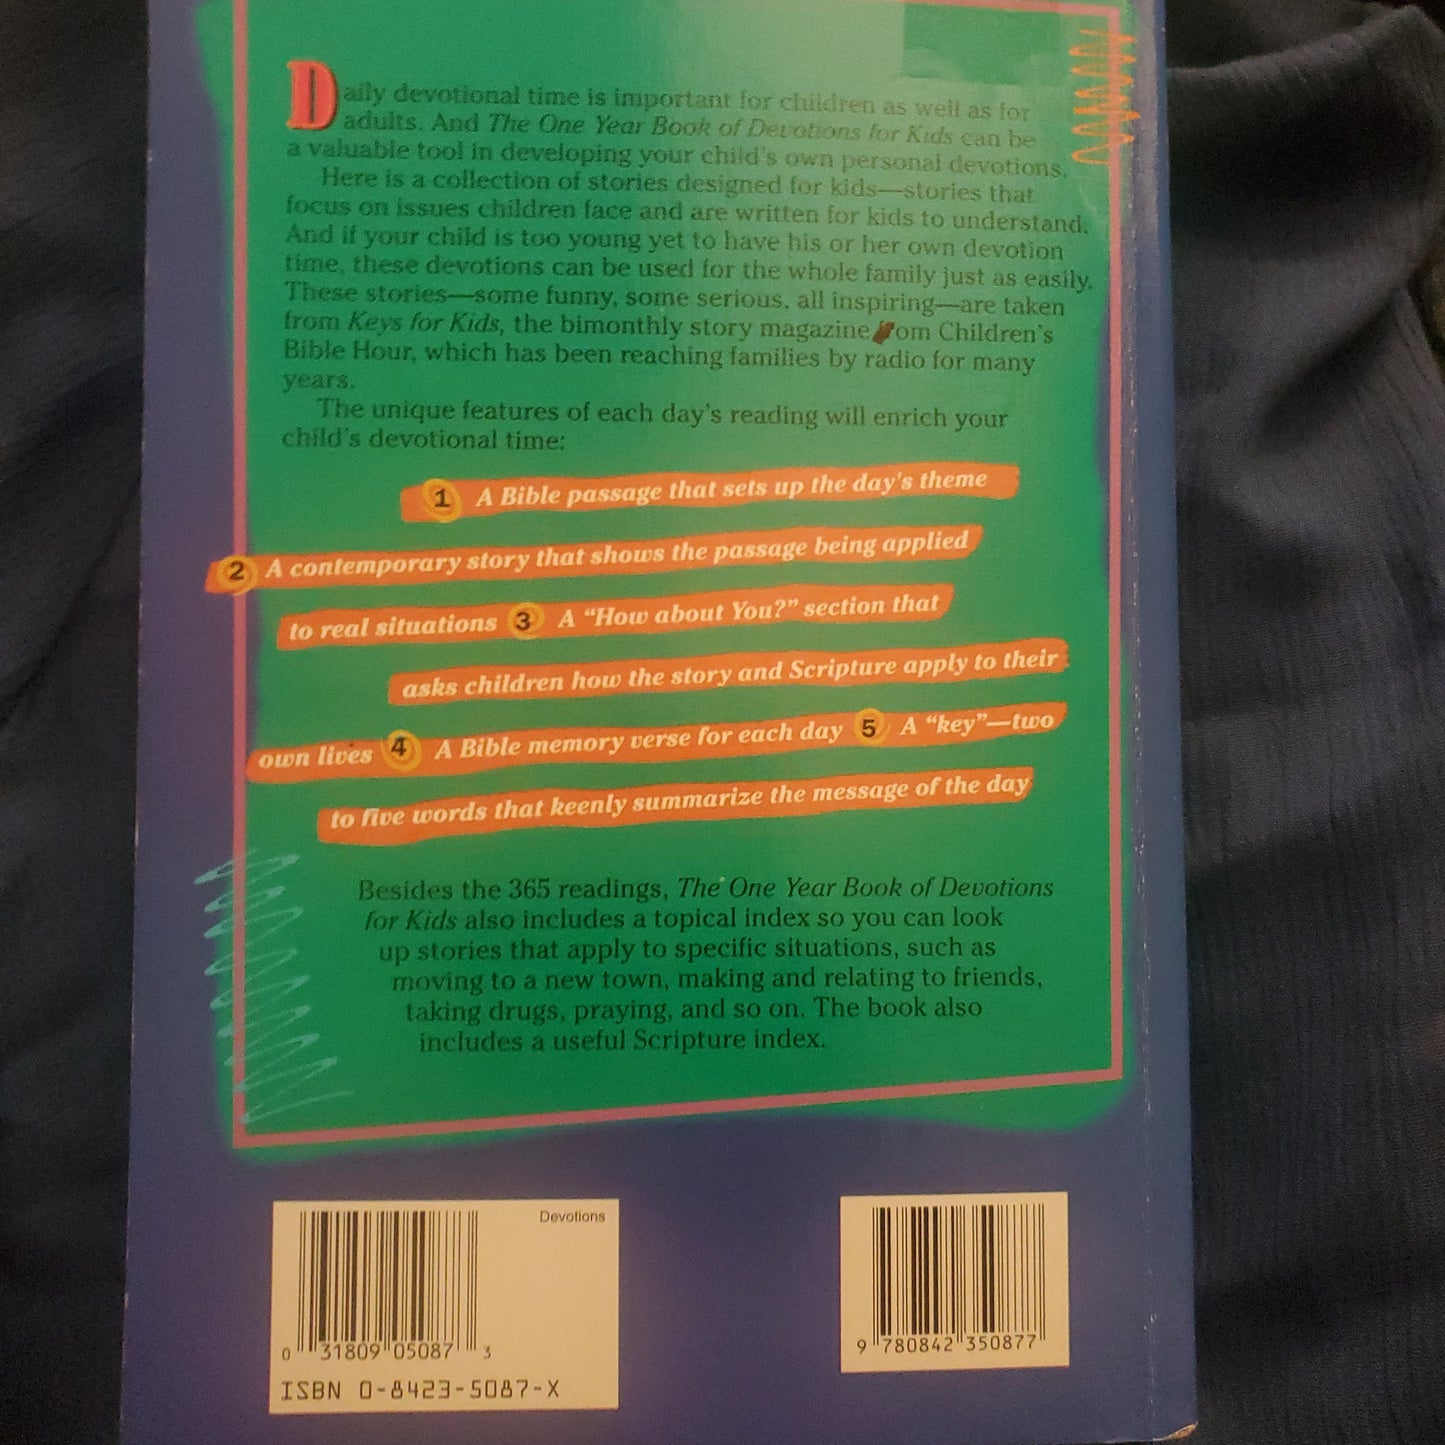 Daily devotional time is important for children as well as for
adults. And The One Year Book of Devotions for Kids can be
a valuable tool in developing your child's own personal devotions.
Here is a collection of stories designed for kids—stories that
focus on issues children face and are written for kids to understand.
And if your child is too young yet to have his or her own devotion
time, these devotions can be used for the whole family just as easily.
These stories—some funny, some serious, all inspiring—are taken
from Keys for Kids, the bimonthly story magazine from Children's
Bible Hour, which has been reaching families by radio for many
years.
The unique features of each day's reading will enrich your
child's devotional time:
1 A Bible passage that sets up the day's theme
2 A contemporary story that shows the passage being applied
to real situations 3 A “How about You?” section that
asks children how the story and Scripture apply to their
own lives 4 A Bible memory verse for each day 5 A “key”—two
to five words that keenly summarize the message of the day
Besides the 365 readings, The One Year Book of Devotions
for Kids also includes a topical index so you can look
up stories that apply to specific situations, such as
moving to a new town, making and relating to friends,
taking drugs, praying, and so on. The book also
includes a useful Scripture index.
Devotions
0 31809 05087 3
ISBN 0-8423-5087-X
9 780842 350877